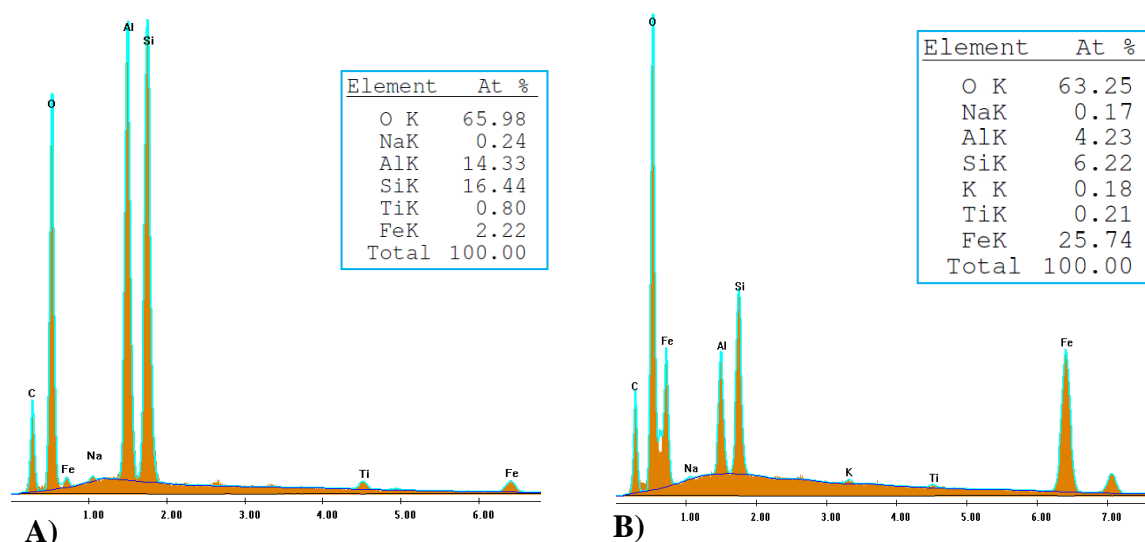 Al
Si
O
C
Fe
Na
Ti
Fe
Element At %
O K 65.98
NaK 0.24
AlK 14.33
SiK 16.44
TiK 0.80
FeK 2.22
Total 100.00
1.00 2.00 3.00 4.00 5.00 6.00
A)
O
Si
Fe
Al
Fe
C
Na
K
Ti
Element At %
O K 63.25
NaK 0.17
AlK 4.23
SiK 6.22
K K 0.18
TiK 0.21
FeK 25.74
Total 100.00
1.00 2.00 3.00 4.00 5.00 6.00 7.00
B)